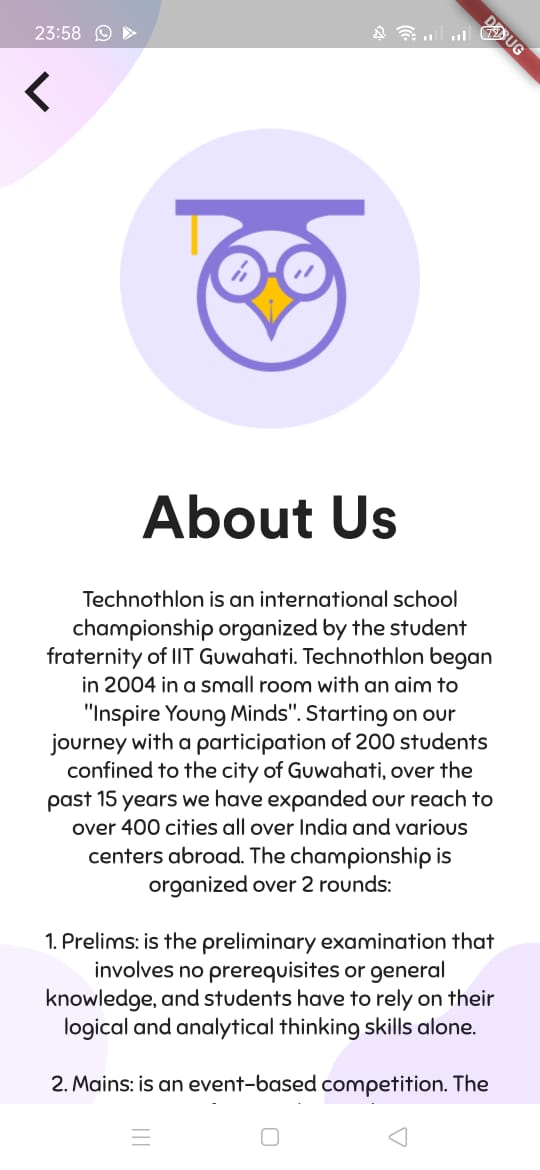 23:58
72
DEBUG
About Us
Technothlon is an international school
championship organized by the student
fraternity of IIT Guwahati. Technothlon began
in 2004 in a small room with an aim to
"Inspire Young Minds". Starting on our
journey with a participation of 200 students
confined to the city of Guwahati, over the
past 15 years we have expanded our reach to
over 400 cities all over India and various
centers abroad. The championship is
organized over 2 rounds:
1. Prelims: is the preliminary examination that
involves no prerequisites or general
knowledge, and students have to rely on their
logical and analytical thinking skills alone.
2. Mains: is an event-based competition. The